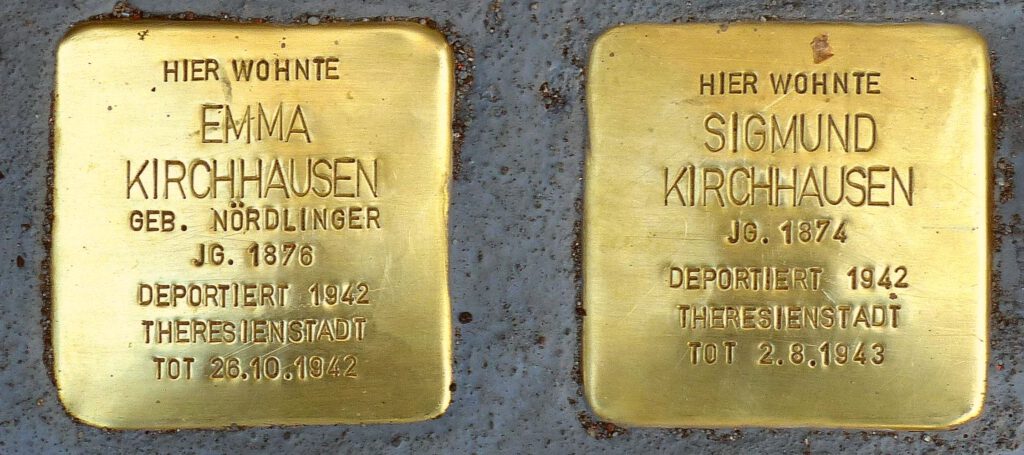 HIER WOHNTE
EMMA
KIRCHHAUSEN
GEB. NÖRDLINGER
JG. 1876
DEPORTIERT 1942
THERESIENSTADT
TOT 26.10.1942
HIER WOHNTE
SIGMUND
KIRCHHAUSEN
JG. 1874
DEPORTIERT 1942
THERESIENSTADT
TOT 2.8.1943